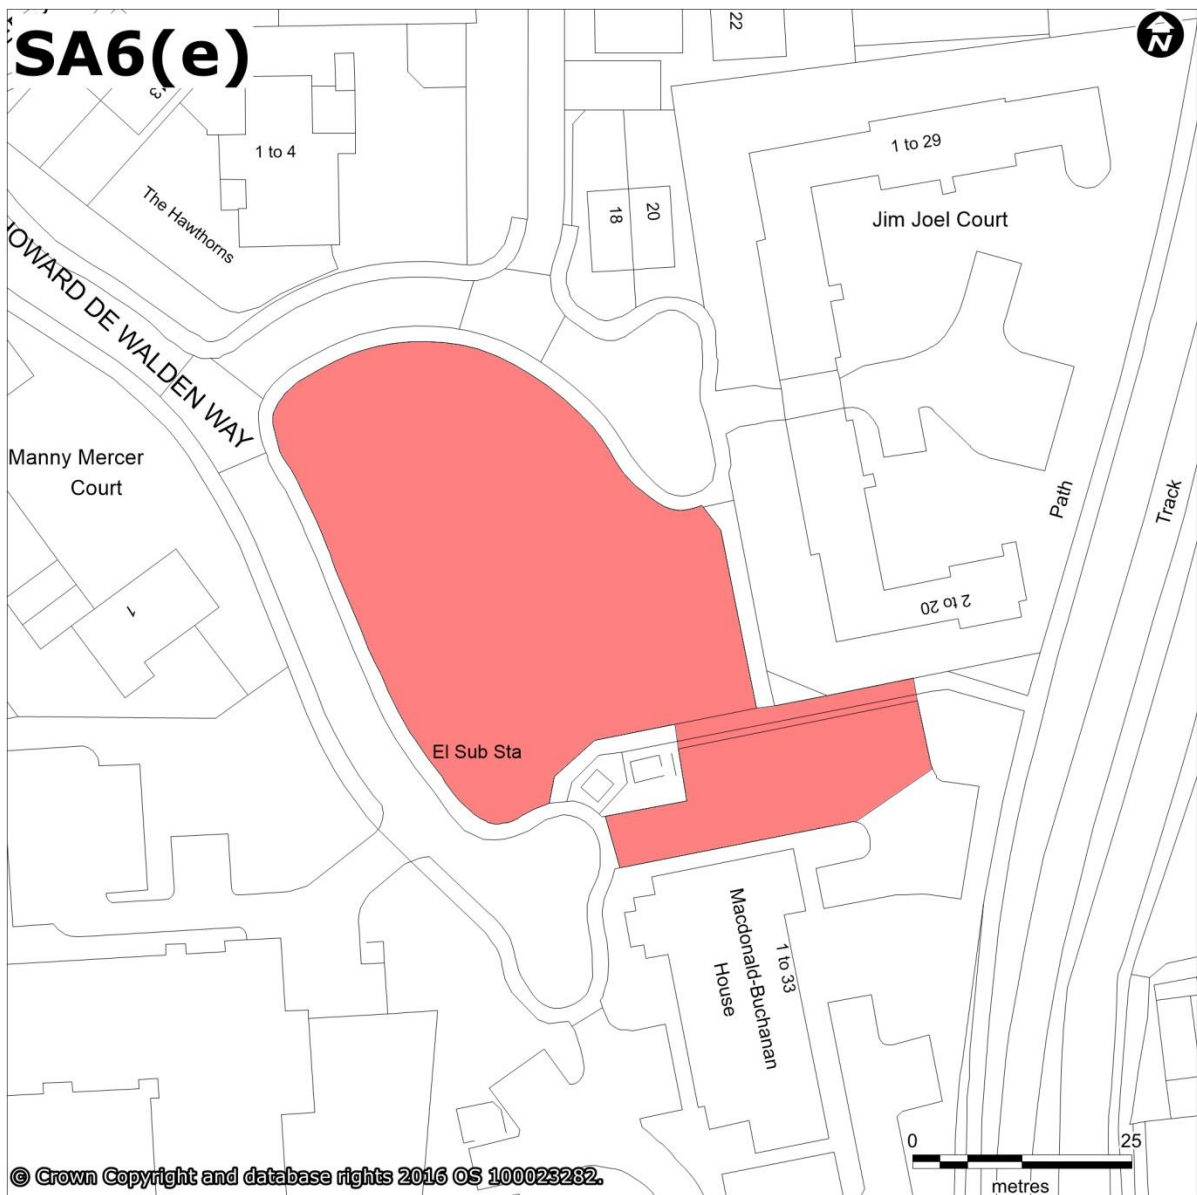 SA6(e)
N
22
3
1 to 4
The Hawthorns
18
20
1 to 29
Jim Joel Court
HOWARD DE WALDEN WAY
Manny Mercer
Court
1
Path
Track
2 to 20
El Sub Sta
Macdonald-Buchanan
House
1 to 33
0 25
metres
© Crown Copyright and database rights 2016 OS 100023282.